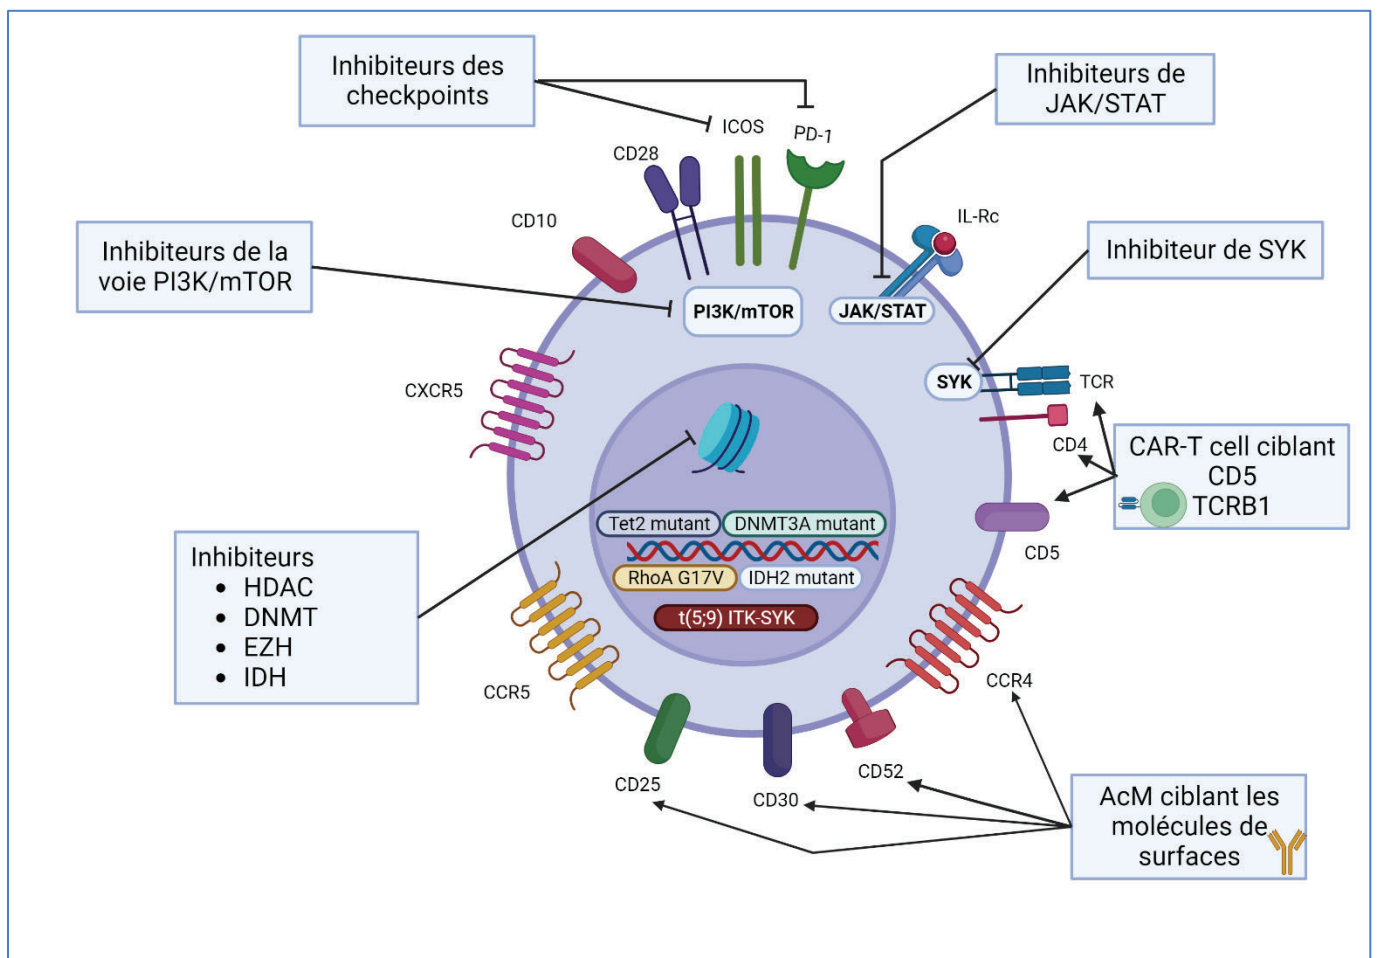 Inhibiteurs des
checkpoints
Inhibiteurs de
JAK/STAT
ICOS
PD-1
CD28
CD10
IL-Rc
Inhibiteurs de la
voie PI3K/mTOR
Inhibiteur de SYK
PI3K/mTOR
JAK/STAT
CXCR5
SYK
TCR
CD4
CAR-T cell ciblant
CD5
TCRB1
CD5
Tet2 mutant
DNMT3A mutant
RhoA G17V
IDH2 mutant
t(5;9) ITK-SYK
Inhibiteurs
• HDAC
• DNMT
• EZH
• IDH
CCR5
CCR4
CD25
CD30
CD52
AcM ciblant les
molécules de
surfaces